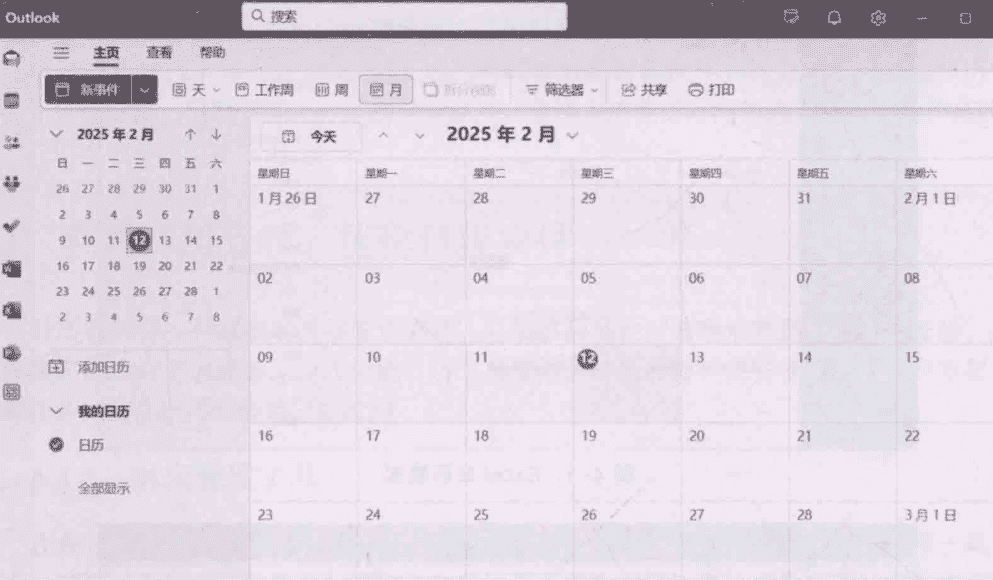 Outlook
搜索
主页 查看 帮助
新事件 天 工作周 周 月 筛选器 共享 打印
2025 年 2 月
日 一 二 三 四 五 六
26 27 28 29 30 31 1
2 3 4 5 6 7 8
9 10 11 12 13 14 15
16 17 18 19 20 21 22
23 24 25 26 27 28 1
2 3 4 5 6 7 8
添加日历
我的日历
日历
全部显示
今天 2025 年 2 月
星期日 星期一 星期二 星期三 星期四 星期五 星期六
1 月 26 日 27 28 29 30 31 2 月 1 日
02 03 04 05 06 07 08
09 10 11 12 13 14 15
16 17 18 19 20 21 22
23 24 25 26 27 28 3 月 1 日